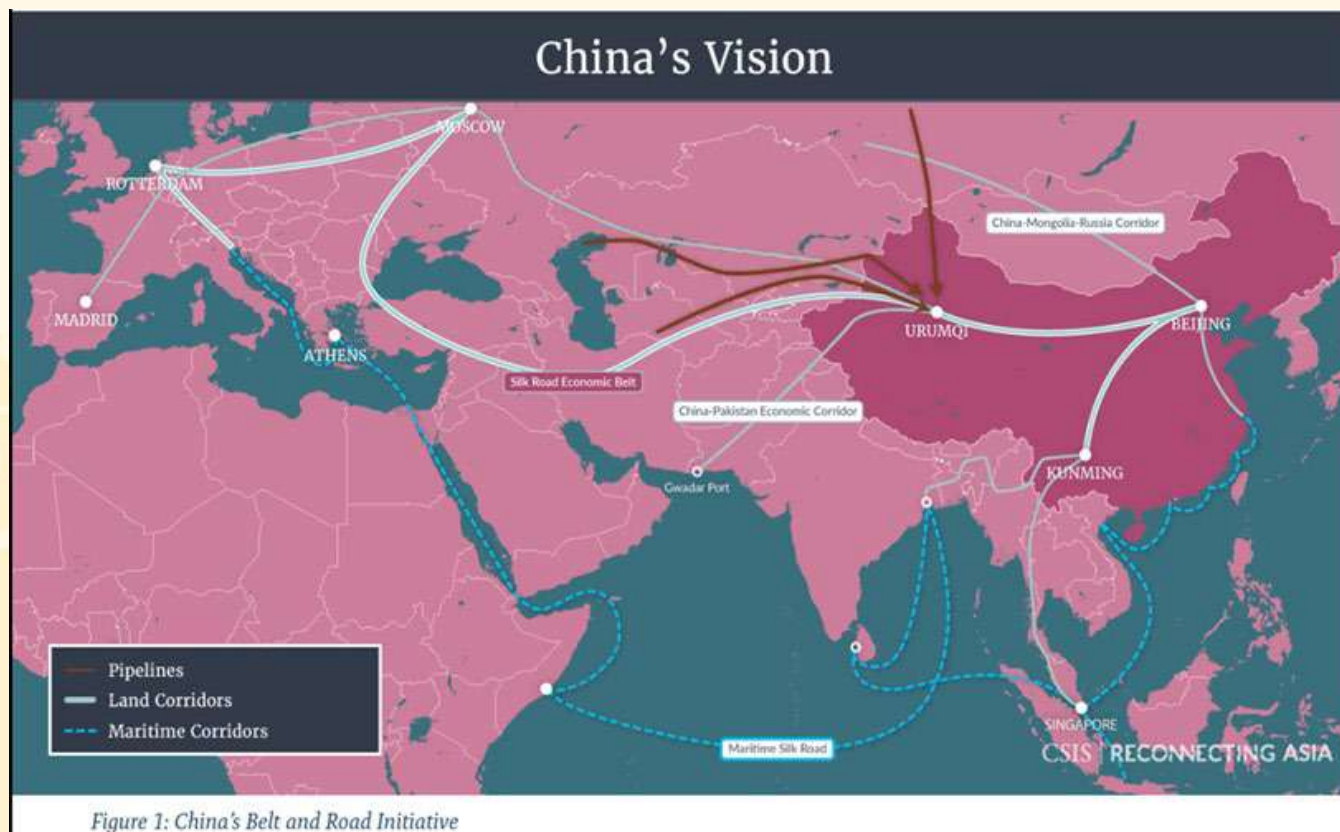 China's Vision
MOSCOW
ROTTERDAM
China-Mongolia-Russia Corridor
MADRID
ATHENS
URUMQI
BEIJING
Silk Road Economic Belt
China-Pakistan Economic Corridor
KUNMING
Gwadar Port
Pipelines
Land Corridors
Maritime Corridors
SINGAPORE
Maritime Silk Road
CSIS | RECONNECTING ASIA
Figure 1: China's Belt and Road Initiative